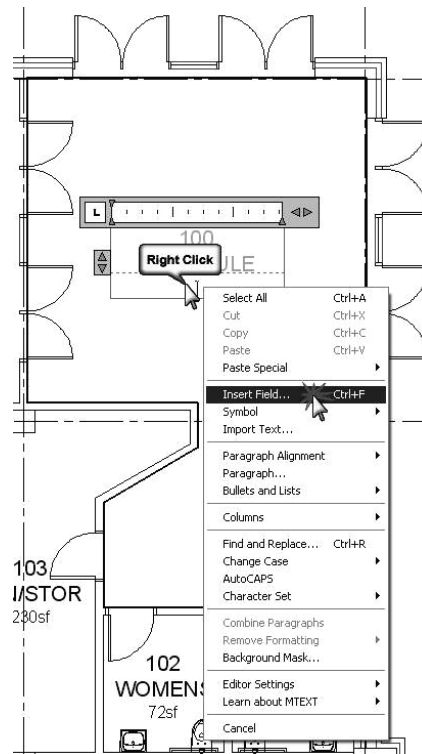 L
100
ULE
Right Click
Select All Ctrl+A
Cut Ctrl+X
Copy Ctrl+C
Paste Ctrl+V
Paste Special
Insert Field... Ctrl+F
Symbol
Import Text...
Paragraph Alignment
Paragraph...
Bullets and Lists
Columns
Find and Replace... Ctrl+R
Change Case
AutoCAPS
Character Set
Combine Paragraphs
Remove Formatting
Background Mask...
Editor Settings
Learn about MTEXT
Cancel
103
I/STOR
230sf
102
WOMENS
72sf